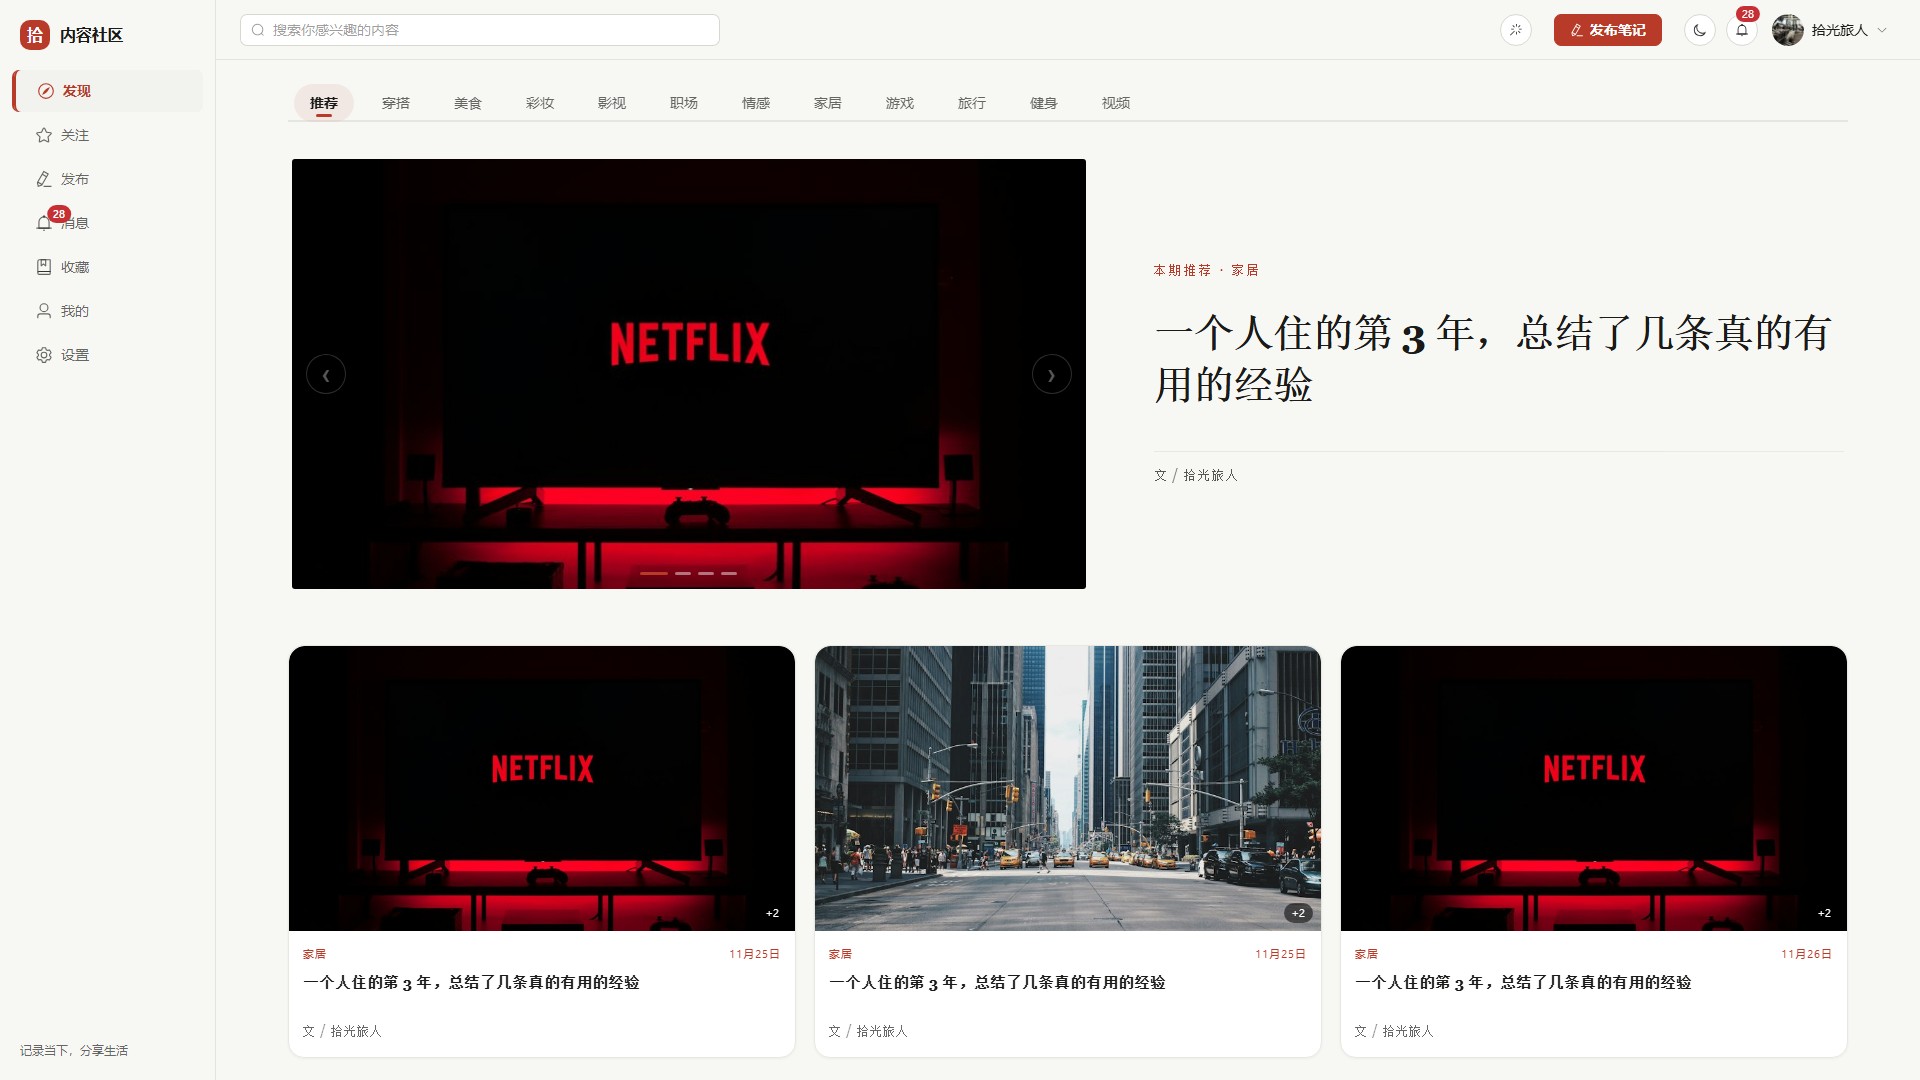 拾 内容社区
搜索你感兴趣的内容
发布笔记
28
拾光旅人
发现
关注
发布
28
消息
收藏
我的
设置
记录当下，分享生活
推荐 穿搭 美食 彩妆 影视 职场 情感 家居 游戏 旅行 健身 视频
NETFLIX
本期推荐 · 家居
一个人住的第 3 年，总结了几条真的有
用的经验
文 / 拾光旅人
NETFLIX
+2
家居 11月25日
一个人住的第 3 年，总结了几条真的有用的经验
文 / 拾光旅人
+2
家居 11月25日
一个人住的第 3 年，总结了几条真的有用的经验
文 / 拾光旅人
NETFLIX
+2
家居 11月26日
一个人住的第 3 年，总结了几条真的有用的经验
文 / 拾光旅人